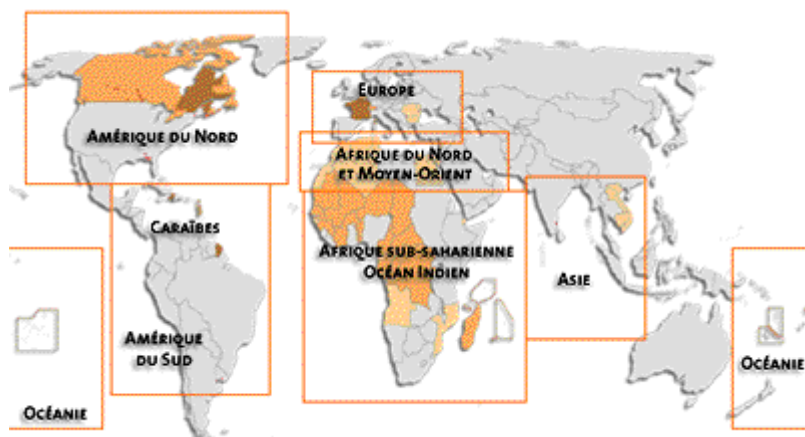 Europe
Amérique du Nord
Afrique du Nord
et Moyen-Orient
Caraïbes
Afrique sub-saharienne
Océan Indien
Asie
Amérique
du Sud
Océanie
Océanie